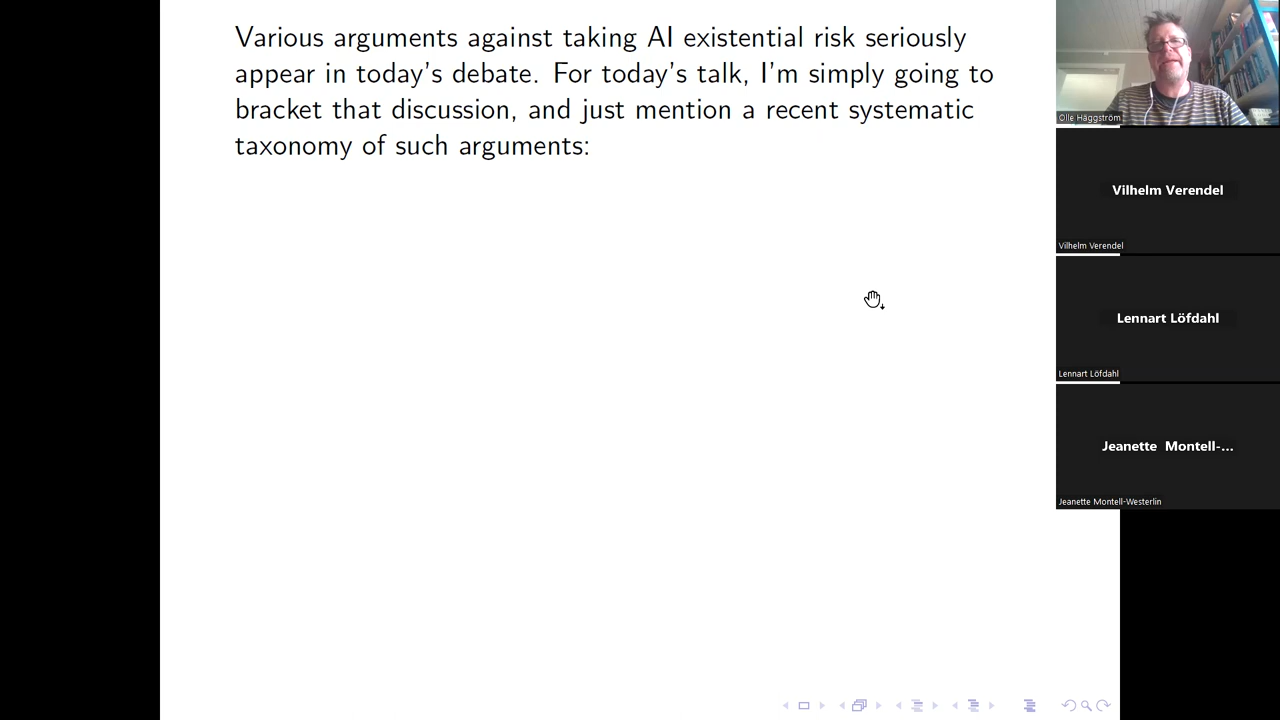 Various arguments against taking AI existential risk seriously
appear in today's debate. For today's talk, I'm simply going to
bracket that discussion, and just mention a recent systematic
taxonomy of such arguments:
Olle Häggström
Vilhelm Verendel
Vilhelm Verendel
Lennart Löfdahl
Lennart Löfdahl
Jeanette Montell-...
Jeanette Montell-Westerlin